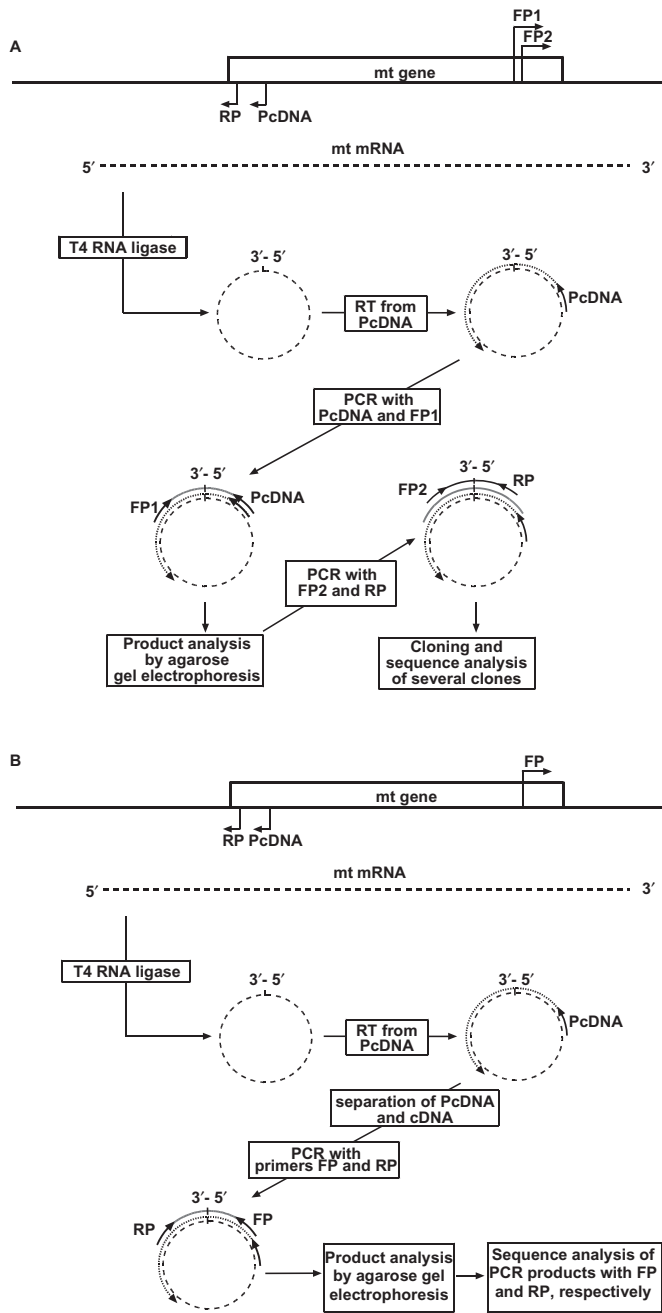 A
FP1
FP2
mt gene
RP
PcDNA
mt mRNA
5′
3′
T4 RNA ligase
3′- 5′
RT from
PcDNA
3′- 5′
PcDNA
PCR with
PcDNA and FP1
3′- 5′
FP1
PcDNA
PCR with
FP2 and RP
3′- 5′
FP2
RP
Product analysis
by agarose
gel electrophoresis
Cloning and
sequence analysis
of several clones
B
FP
mt gene
RP
PcDNA
mt mRNA
5′
3′
T4 RNA ligase
3′- 5′
RT from
PcDNA
3′- 5′
PcDNA
separation of PcDNA
and cDNA
PCR with
primers FP and RP
3′- 5′
RP
FP
Product analysis
by agarose gel
electrophoresis
Sequence analysis of
PCR products with FP
and RP, respectively